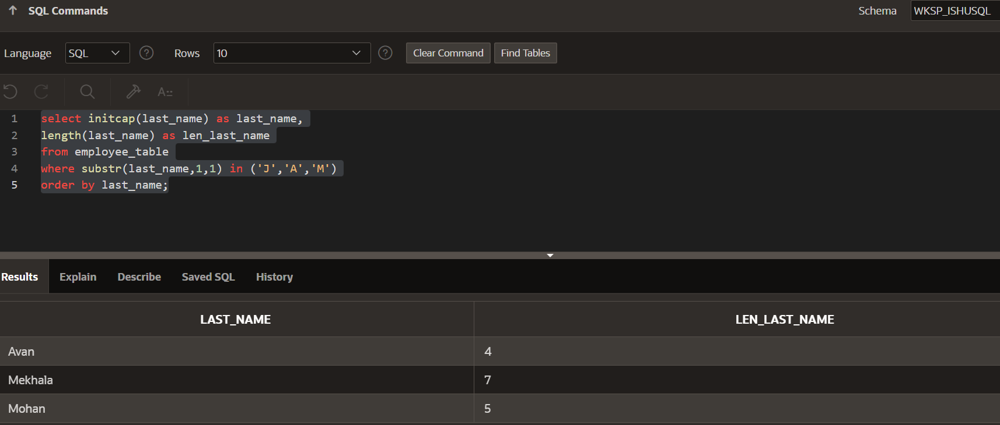 SQL Commands
Schema WKSP_ISHUSQL
Language SQL ? Rows 10 ? Clear Command Find Tables
A
1 select initcap(last_name) as last_name,
2 length(last_name) as len_last_name
3 from employee_table
4 where substr(last_name,1,1) in ('J','A','M')
5 order by last_name;
Results Explain Describe Saved SQL History
LAST_NAME LEN_LAST_NAME
Avan 4
Mekhala 7
Mohan 5